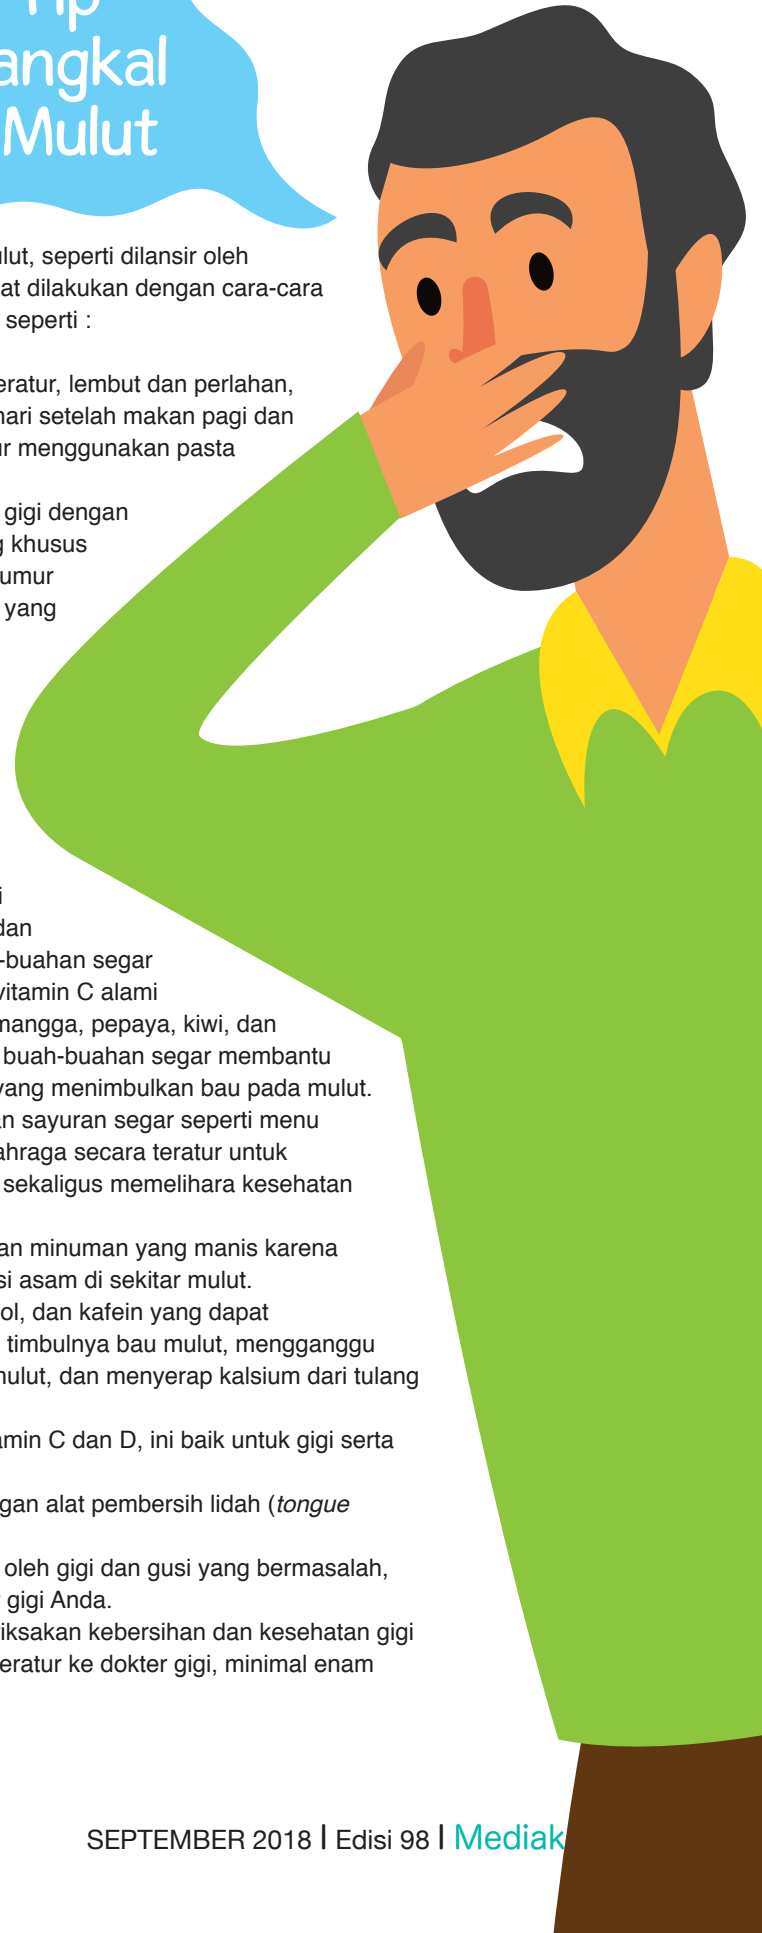 Tip
angkal
Mulut
lut, seperti dilansir oleh
at dilakukan dengan cara-cara
seperti :
eratur, lembut dan perlahan,
hari setelah makan pagi dan
ur menggunakan pasta
gigi dengan
g khusus
umur
yang
i
dan
-buahan segar
vitamin C alami
mangga, pepaya, kiwi, dan
buah-buahan segar membantu
yang menimbulkan bau pada mulut.
an sayuran segar seperti menu
ahraga secara teratur untuk
sekaligus memelihara kesehatan
an minuman yang manis karena
si asam di sekitar mulut.
ol, dan kafein yang dapat
timbulnya bau mulut, mengganggu
mulut, dan menyerap kalsium dari tulang
amin C dan D, ini baik untuk gigi serta
gan alat pembersih lidah (tongue
oleh gigi dan gusi yang bermasalah,
gigi Anda.
iksakan kebersihan dan kesehatan gigi
eratur ke dokter gigi, minimal enam
SEPTEMBER 2018 | Edisi 98 | Mediak